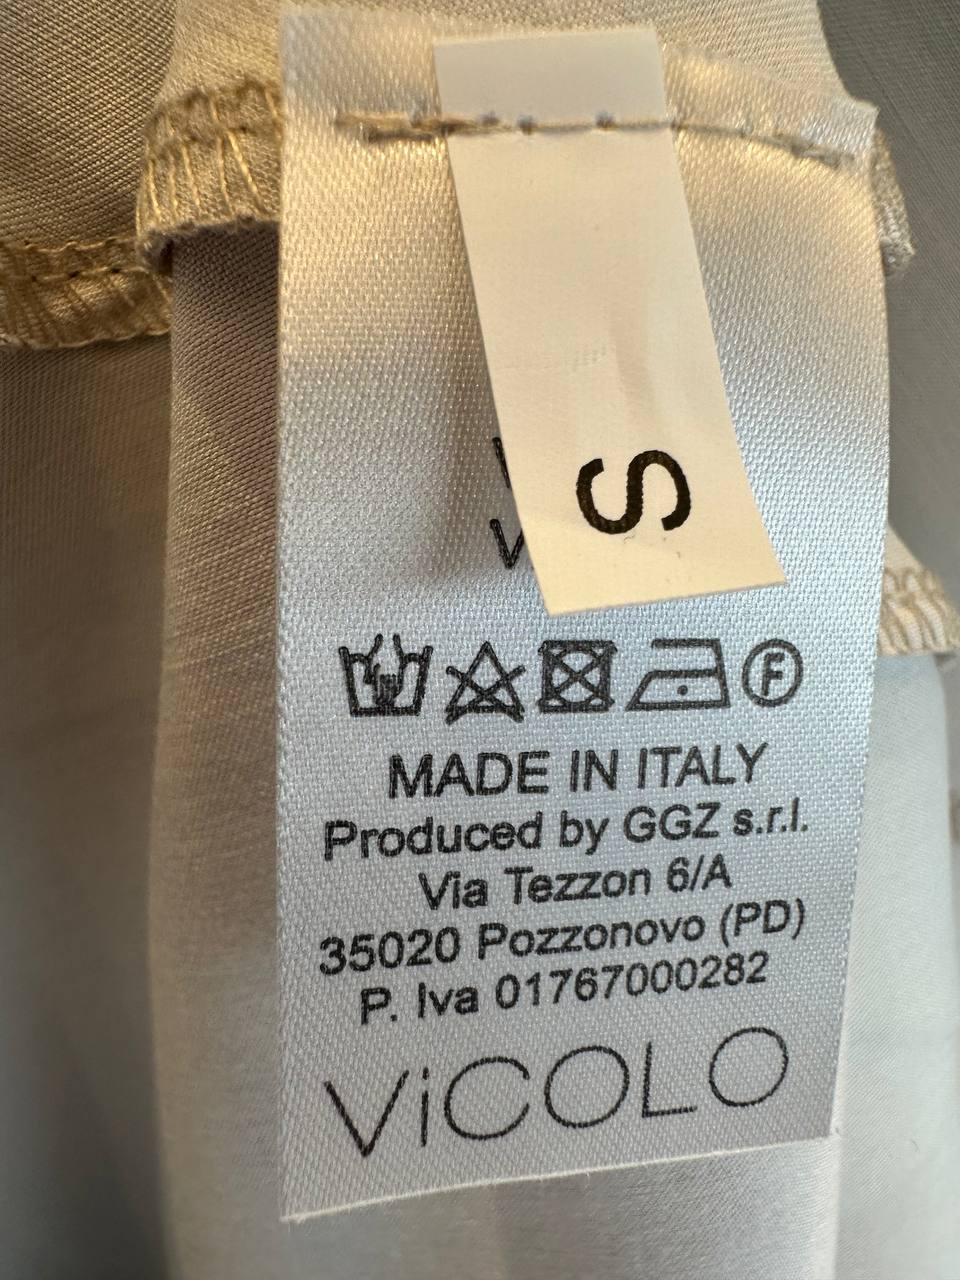 S
F
MADE IN ITALY
Produced by GGZ s.r.l.
Via Tezzon 6/A
35020 Pozzonovo (PD)
P. Iva 01767000282
ViCOLO